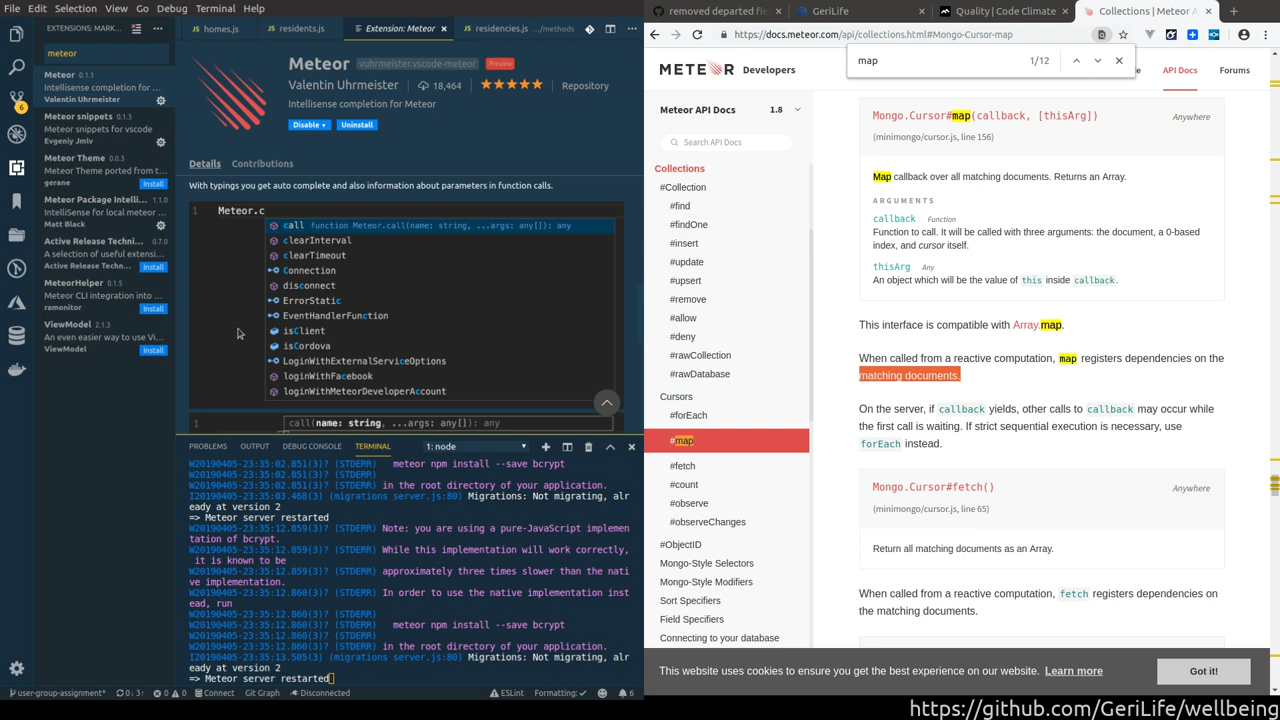 File Edit Selection View Go Debug Terminal Help
EXTENSIONS: MARK...
meteor
Meteor 0.1.1
Intellisense completion for ...
Valentin Uhrmeister
Meteor snippets 0.1.3
Meteor snippets for vscode
Evgeniy Jmlv
Meteor Theme 0.0.3
Meteor Theme ported from t...
gerane
Install
Meteor Package Intelli... 0.1.0
IntelliSense for local meteor ...
Matt Black
Active Release Techni... 0.7.0
A selection of useful extensi...
Active Release Techn...
Install
MeteorHelper 0.1.5
Meteor CLI integration into ...
ramonitor
Install
ViewModel 2.1.3
An even easier way to use Vi...
ViewModel
Install
6
homes.js
residents.js
Extension: Meteor
residencies.js .../methods
Meteor
yuhrmeister.vscode-meteor
Preview
Valentin Uhrmeister
18,464
Repository
Intellisense completion for Meteor
Disable
Uninstall
Details Contributions
With typings you get auto complete and also information about parameters in function calls.
1 Meteor.c
call function Meteor.call(name: string, ...args: any[]): any
clearInterval
clearTimeout
Connection
disconnect
ErrorStatic
EventHandlerFunction
isClient
isCordova
LoginWithExternalServiceOptions
loginWithFacebook
loginWithMeteorDeveloperAccount
1
call(name: string, ...args: any[]): any
PROBLEMS OUTPUT DEBUG CONSOLE TERMINAL
1: node
W20190405-23:35:02.851(3)? (STDERR) meteor npm install --save bcrypt
W20190405-23:35:02.851(3)? (STDERR)
W20190405-23:35:02.851(3)? (STDERR) in the root directory of your application.
I20190405-23:35:03.468(3) (migrations server.js:80) Migrations: Not migrating, alr
eady at version 2
=> Meteor server restarted
W20190405-23:35:12.859(3)? (STDERR) Note: you are using a pure-JavaScript implemen
tation of bcrypt.
W20190405-23:35:12.859(3)? (STDERR) While this implementation will work correctly,
it is known to be
W20190405-23:35:12.859(3)? (STDERR) approximately three times slower than the nati
ve implementation.
W20190405-23:35:12.860(3)? (STDERR) In order to use the native implementation inst
ead, run
W20190405-23:35:12.860(3)? (STDERR)
W20190405-23:35:12.860(3)? (STDERR) meteor npm install --save bcrypt
W20190405-23:35:12.860(3)? (STDERR)
W20190405-23:35:12.860(3)? (STDERR) in the root directory of your application.
I20190405-23:35:13.505(3) (migrations server.js:80) Migrations: Not migrating, alr
eady at version 2
=> Meteor server restarted
user-group-assignment* 0↓ 3↑ 0 0 Connect Git Graph Disconnected ESLint Formatting: ✓ 6
removed departed fie
GeriLife
Quality | Code Climate
Collections | Meteor A
https://docs.meteor.com/api/collections.html#Mongo-Cursor-map
map
1/12
METEOR Developers
API Docs
Forums
Meteor API Docs 1.8
Search API Docs
Collections
#Collection
#find
#findOne
#insert
#update
#upsert
#remove
#allow
#deny
#rawCollection
#rawDatabase
Cursors
#forEach
#map
#fetch
#count
#observe
#observeChanges
#ObjectID
Mongo-Style Selectors
Mongo-Style Modifiers
Sort Specifiers
Field Specifiers
Connecting to your database
Mongo.Cursor#map(callback, [thisArg])
Anywhere
(minimongo/cursor.js, line 156)
Map callback over all matching documents. Returns an Array.
ARGUMENTS
callback Function
Function to call. It will be called with three arguments: the document, a 0-based
index, and cursor itself.
thisArg Any
An object which will be the value of this inside callback.
This interface is compatible with Array.map.
When called from a reactive computation, map registers dependencies on the
matching documents.
On the server, if callback yields, other calls to callback may occur while
the first call is waiting. If strict sequential execution is necessary, use
forEach instead.
Mongo.Cursor#fetch()
Anywhere
(minimongo/cursor.js, line 65)
Return all matching documents as an Array.
When called from a reactive computation, fetch registers dependencies on
the matching documents.
This website uses cookies to ensure you get the best experience on our website. Learn more
Got it!
https://github.com/GeriLife/wellbeing